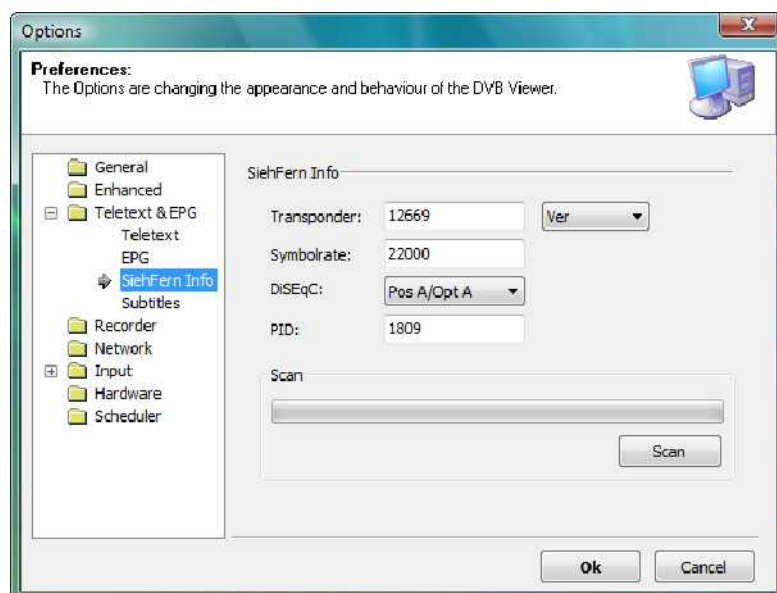 Options
Preferences:
The Options are changing the appearance and behaviour of the DVB Viewer.
General
Enhanced
Teletext & EPG
Teletext
EPG
SiehFern Info
Subtitles
Recorder
Network
Input
Hardware
Scheduler
SiehFern Info
Transponder: 12669 Ver
Symbolrate: 22000
DiSEqC: Pos A/Opt A
PID: 1809
Scan
Scan
Ok Cancel